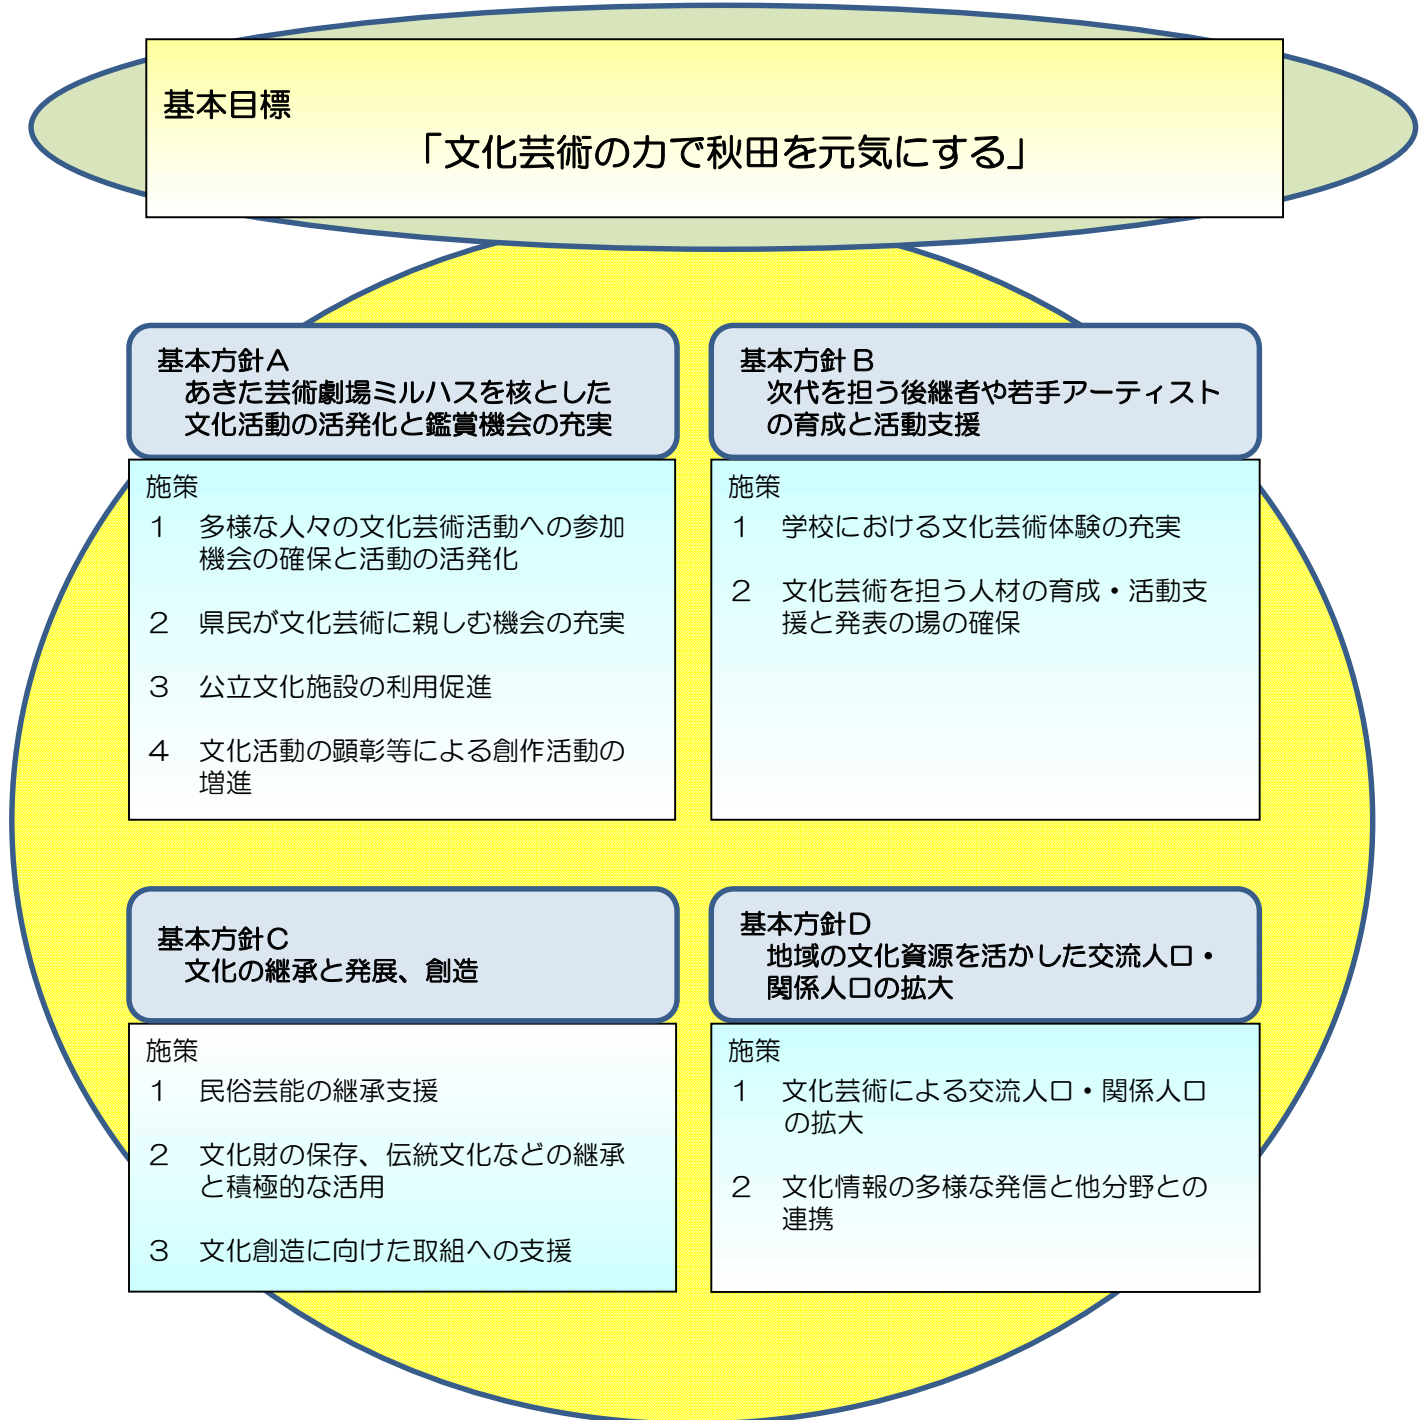 基本目標
「文化芸術の力で秋田を元気にする」
基本方針A
あきた芸術劇場ミルハスを核とした
文化活動の活発化と鑑賞機会の充実
施策
1 多様な人々の文化芸術活動への参加
機会の確保と活動の活発化
2 県民が文化芸術に親しむ機会の充実
3 公立文化施設の利用促進
4 文化活動の顕彰等による創作活動の
増進
基本方針B
次代を担う後継者や若手アーティスト
の育成と活動支援
施策
1 学校における文化芸術体験の充実
2 文化芸術を担う人材の育成・活動支
援と発表の場の確保
基本方針C
文化の継承と発展、創造
施策
1 民俗芸能の継承支援
2 文化財の保存、伝統文化などの継承
と積極的な活用
3 文化創造に向けた取組への支援
基本方針D
地域の文化資源を活かした交流人口・
関係人口の拡大
施策
1 文化芸術による交流人口・関係人口
の拡大
2 文化情報の多様な発信と他分野との
連携